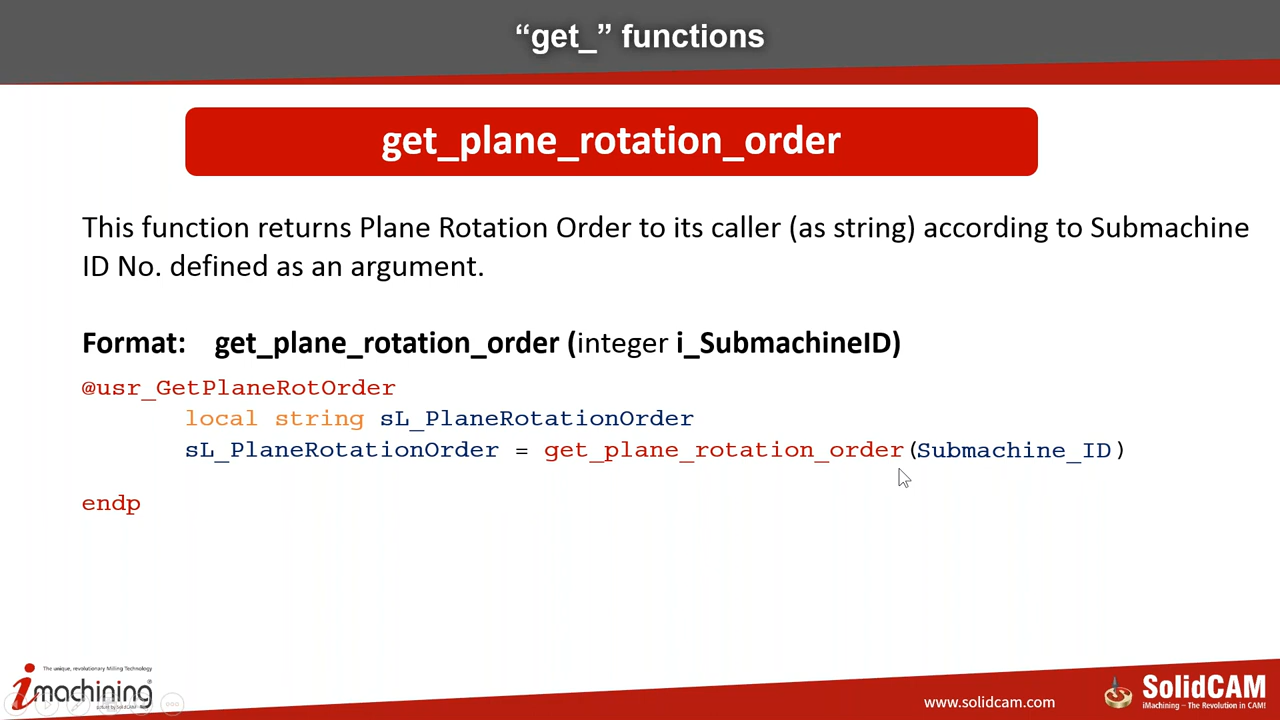 “get_” functions
get_plane_rotation_order
This function returns Plane Rotation Order to its caller (as string) according to Submachine
ID No. defined as an argument.
Format: get_plane_rotation_order (integer i_SubmachineID)
@usr_GetPlaneRotOrder
local string sL_PlaneRotationOrder
sL_PlaneRotationOrder = get_plane_rotation_order(Submachine_ID)
endp
The unique, revolutionary Milling Technology
imachining®
www.solidcam.com
SolidCAM
iMachining – The Revolution in CAM!